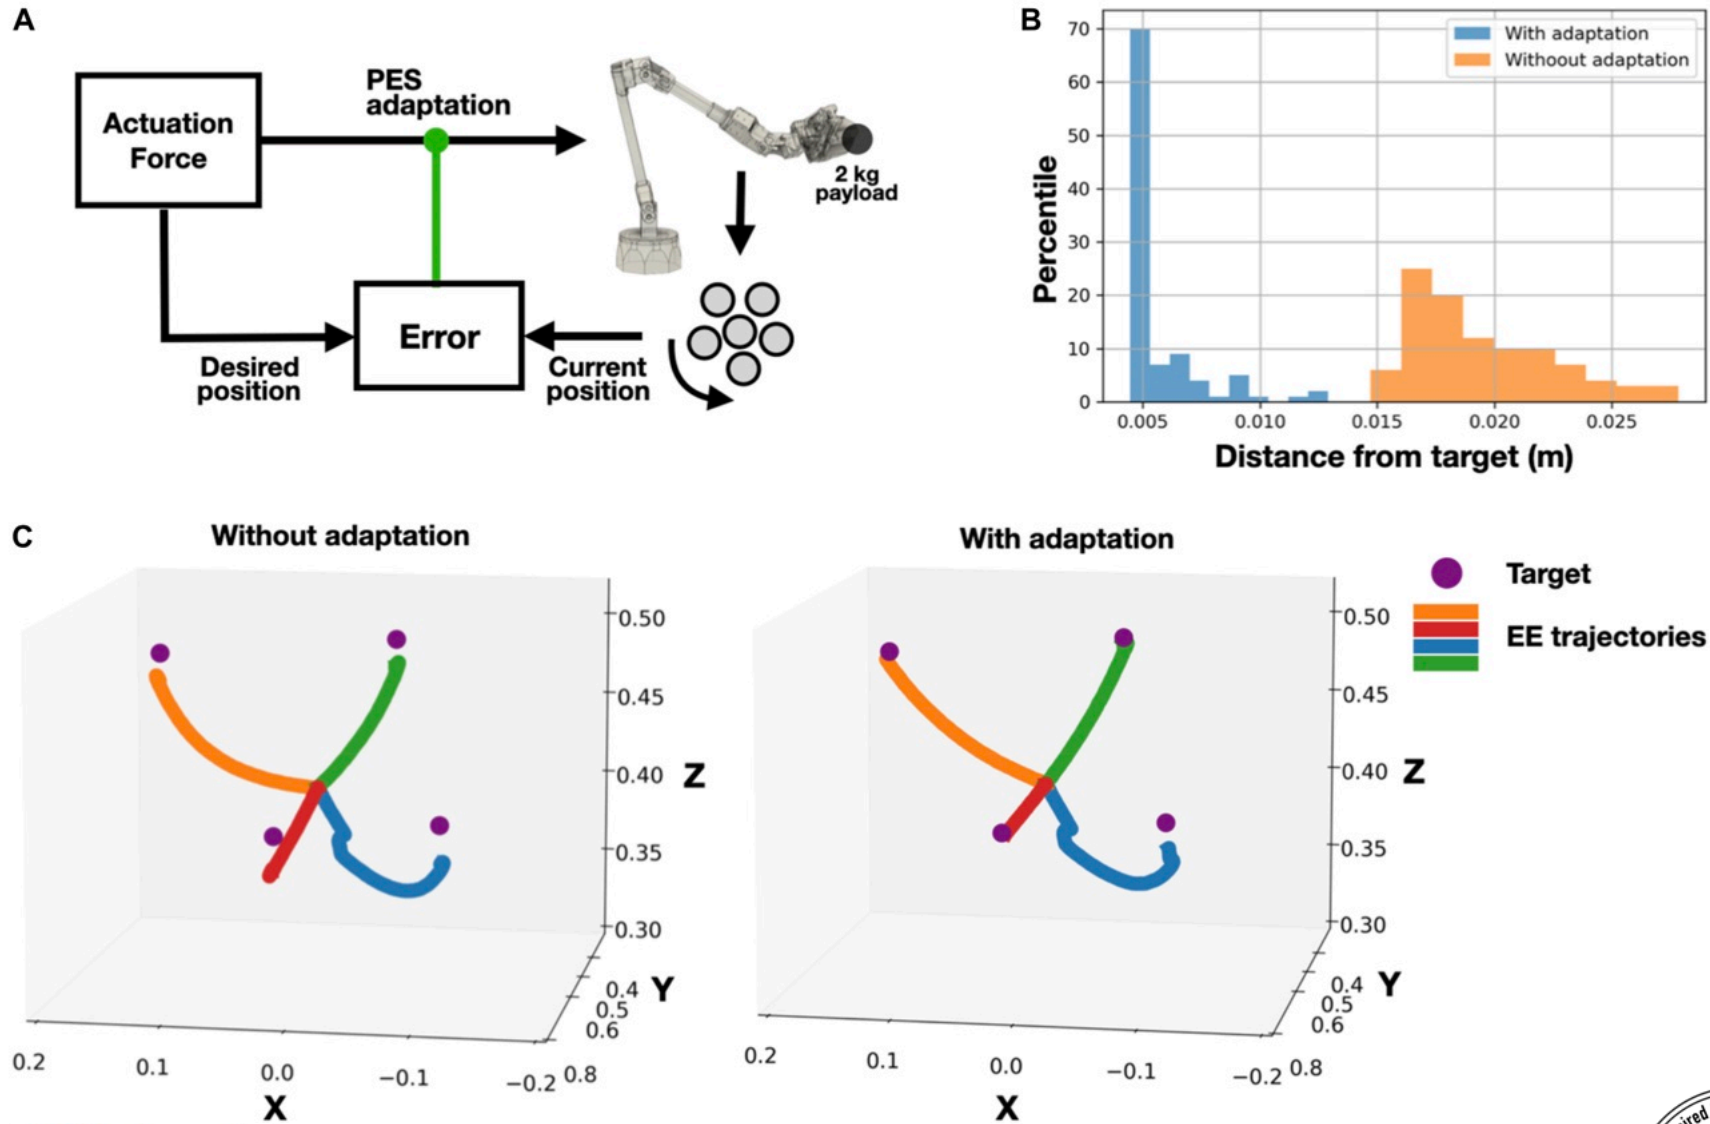 A
Actuation
Force
PES
adaptation
2 kg
payload
Error
Desired
position
Current
position
B
70
60
50
40
30
20
10
0
Percentile
With adaptation
Withoout adaptation
0.005 0.010 0.015 0.020 0.025
Distance from target (m)
C
Without adaptation
0.50
0.45
0.40
0.35
0.30
Z
0.4
0.5
0.6
0.8
Y
0.2 0.1 0.0 −0.1 −0.2
X
With adaptation
0.50
0.45
0.40
0.35
0.30
Z
0.4
0.5
0.6
0.8
Y
0.2 0.1 0.0 −0.1 −0.2
X
Target
EE trajectories